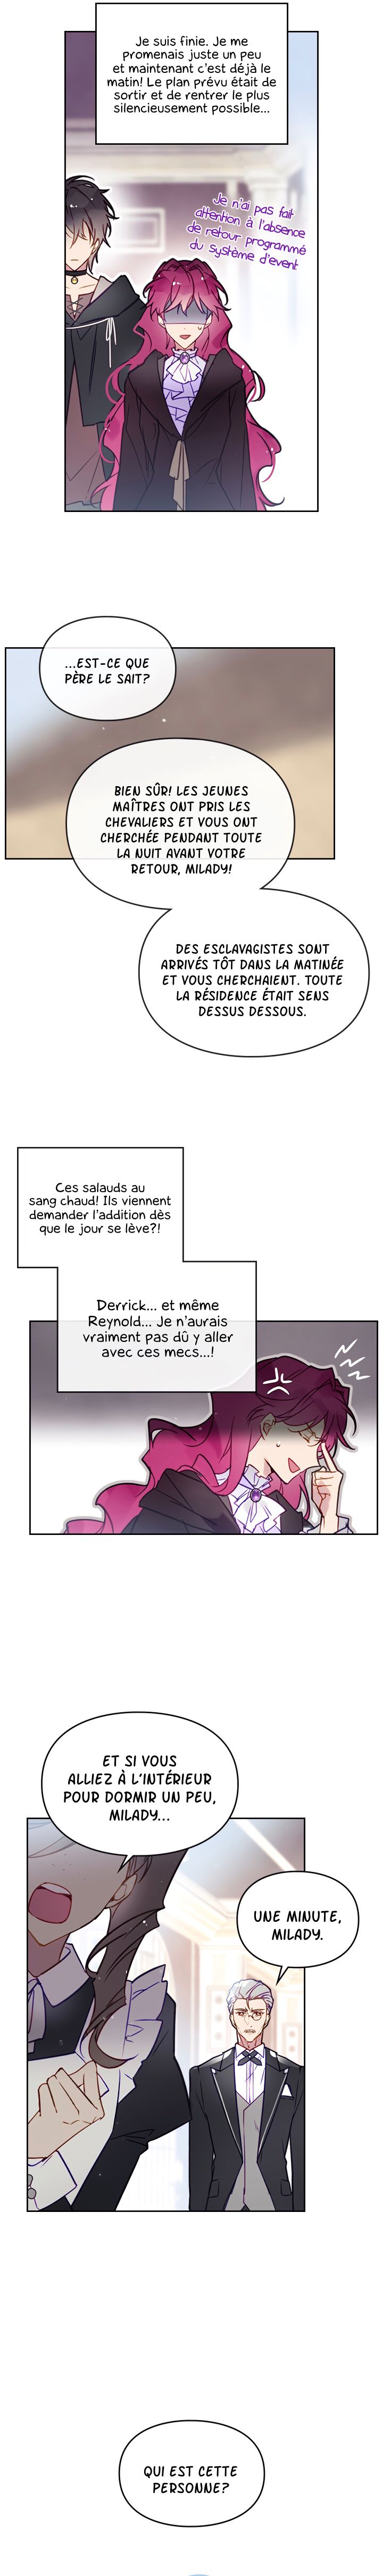 Je suis finie. Je me
promenais juste un peu
et maintenant c'est déjà le
matin! Le plan prévu était de
sortir et de rentrer le plus
silencieusement possible...
Je n'ai pas fait
attention à l'absence
de retour programmé
du système d'event
...EST-CE QUE
PÈRE LE SAIT?
BIEN SÛR! LES JEUNES
MAÎTRES ONT PRIS LES
CHEVALIERS ET VOUS ONT
CHERCHÉE PENDANT TOUTE
LA NUIT AVANT VOTRE
RETOUR, MILADY!
DES ESCLAVAGISTES SONT
ARRIVÉS TÔT DANS LA MATINÉE
ET VOUS CHERCHAIENT. TOUTE
LA RÉSIDENCE ÉTAIT SENS
DESSUS DESSOUS.
Ces salauds au
sang chaud! Ils viennent
demander l'addition dès
que le jour se lève?!
Derrick... et même
Reynold... Je n'aurais
vraiment pas dû y aller
avec ces mecs...!
ET SI VOUS
ALLIEZ À L'INTÉRIEUR
POUR DORMIR UN PEU,
MILADY...
UNE MINUTE,
MILADY.
QUI EST CETTE
PERSONNE?